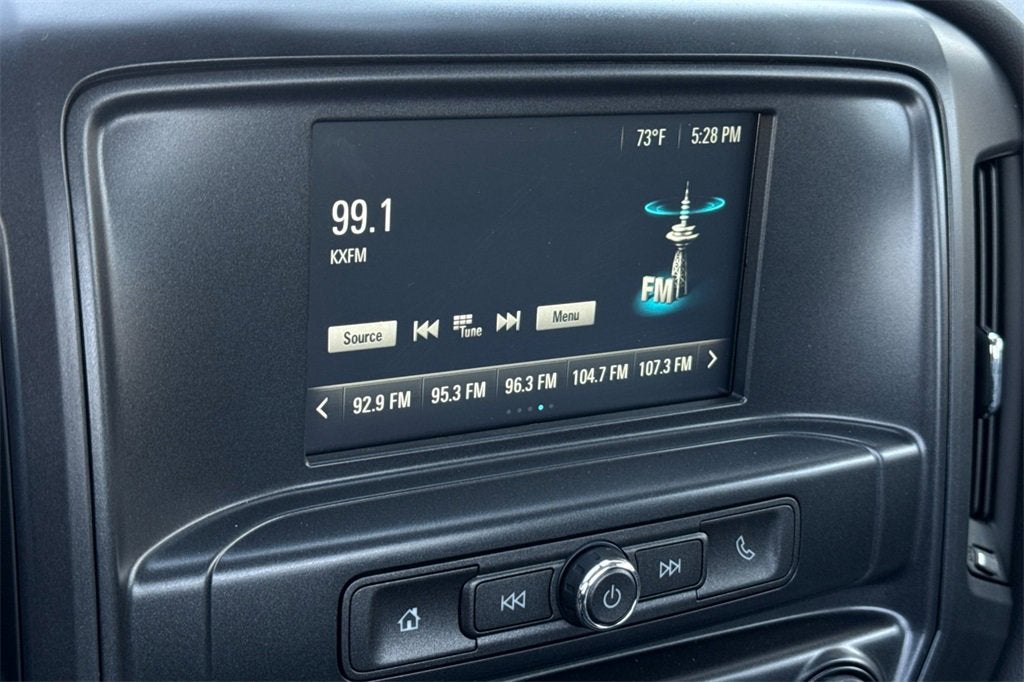 73°F 5:28 PM
99.1
KXFM
FM
Source Tune Menu
92.9 FM 95.3 FM 96.3 FM 104.7 FM 107.3 FM